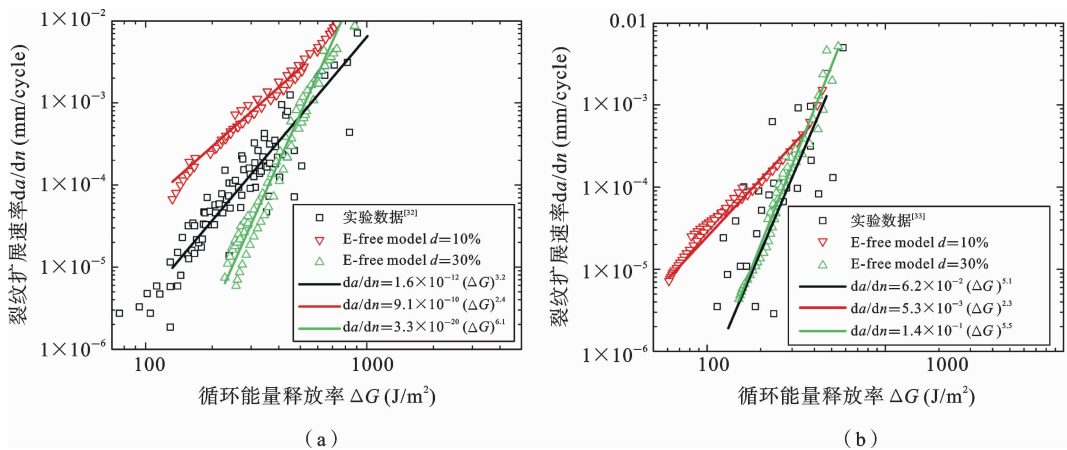 1×10⁻²
1×10⁻³
1×10⁻⁴
1×10⁻⁵
1×10⁻⁶
裂纹扩展速率da/dn (mm/cycle)
实验数据[32]
E-free model d=10%
E-free model d=30%
da/dn=1.6×10⁻¹² (ΔG)³·²
da/dn=9.1×10⁻¹⁰ (ΔG)²·⁴
da/dn=3.3×10⁻²⁰ (ΔG)⁶·¹
100
1000
循环能量释放率 ΔG (J/m²)
(a)
0.01
1×10⁻³
1×10⁻⁴
1×10⁻⁵
1×10⁻⁶
裂纹扩展速率da/dn (mm/cycle)
实验数据[33]
E-free model d=10%
E-free model d=30%
da/dn=6.2×10⁻² (ΔG)⁵·¹
da/dn=5.3×10⁻³ (ΔG)²·³
da/dn=1.4×10⁻¹ (ΔG)⁵·⁵
100
1000
循环能量释放率 ΔG (J/m²)
(b)